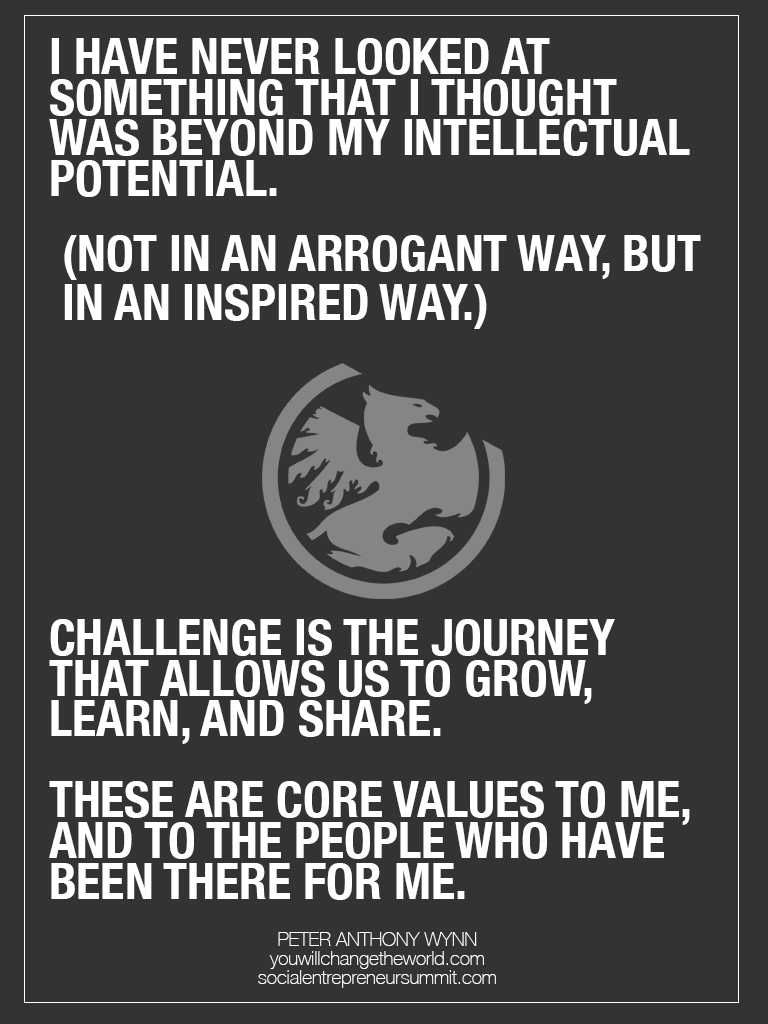 I HAVE NEVER LOOKED AT
SOMETHING THAT I THOUGHT
WAS BEYOND MY INTELLECTUAL
POTENTIAL.
(NOT IN AN ARROGANT WAY, BUT
IN AN INSPIRED WAY.)
CHALLENGE IS THE JOURNEY
THAT ALLOWS US TO GROW,
LEARN, AND SHARE.
THESE ARE CORE VALUES TO ME,
AND TO THE PEOPLE WHO HAVE
BEEN THERE FOR ME.
PETER ANTHONY WYNN
youwillchangetheworld.com
socialentrepreneursummit.com